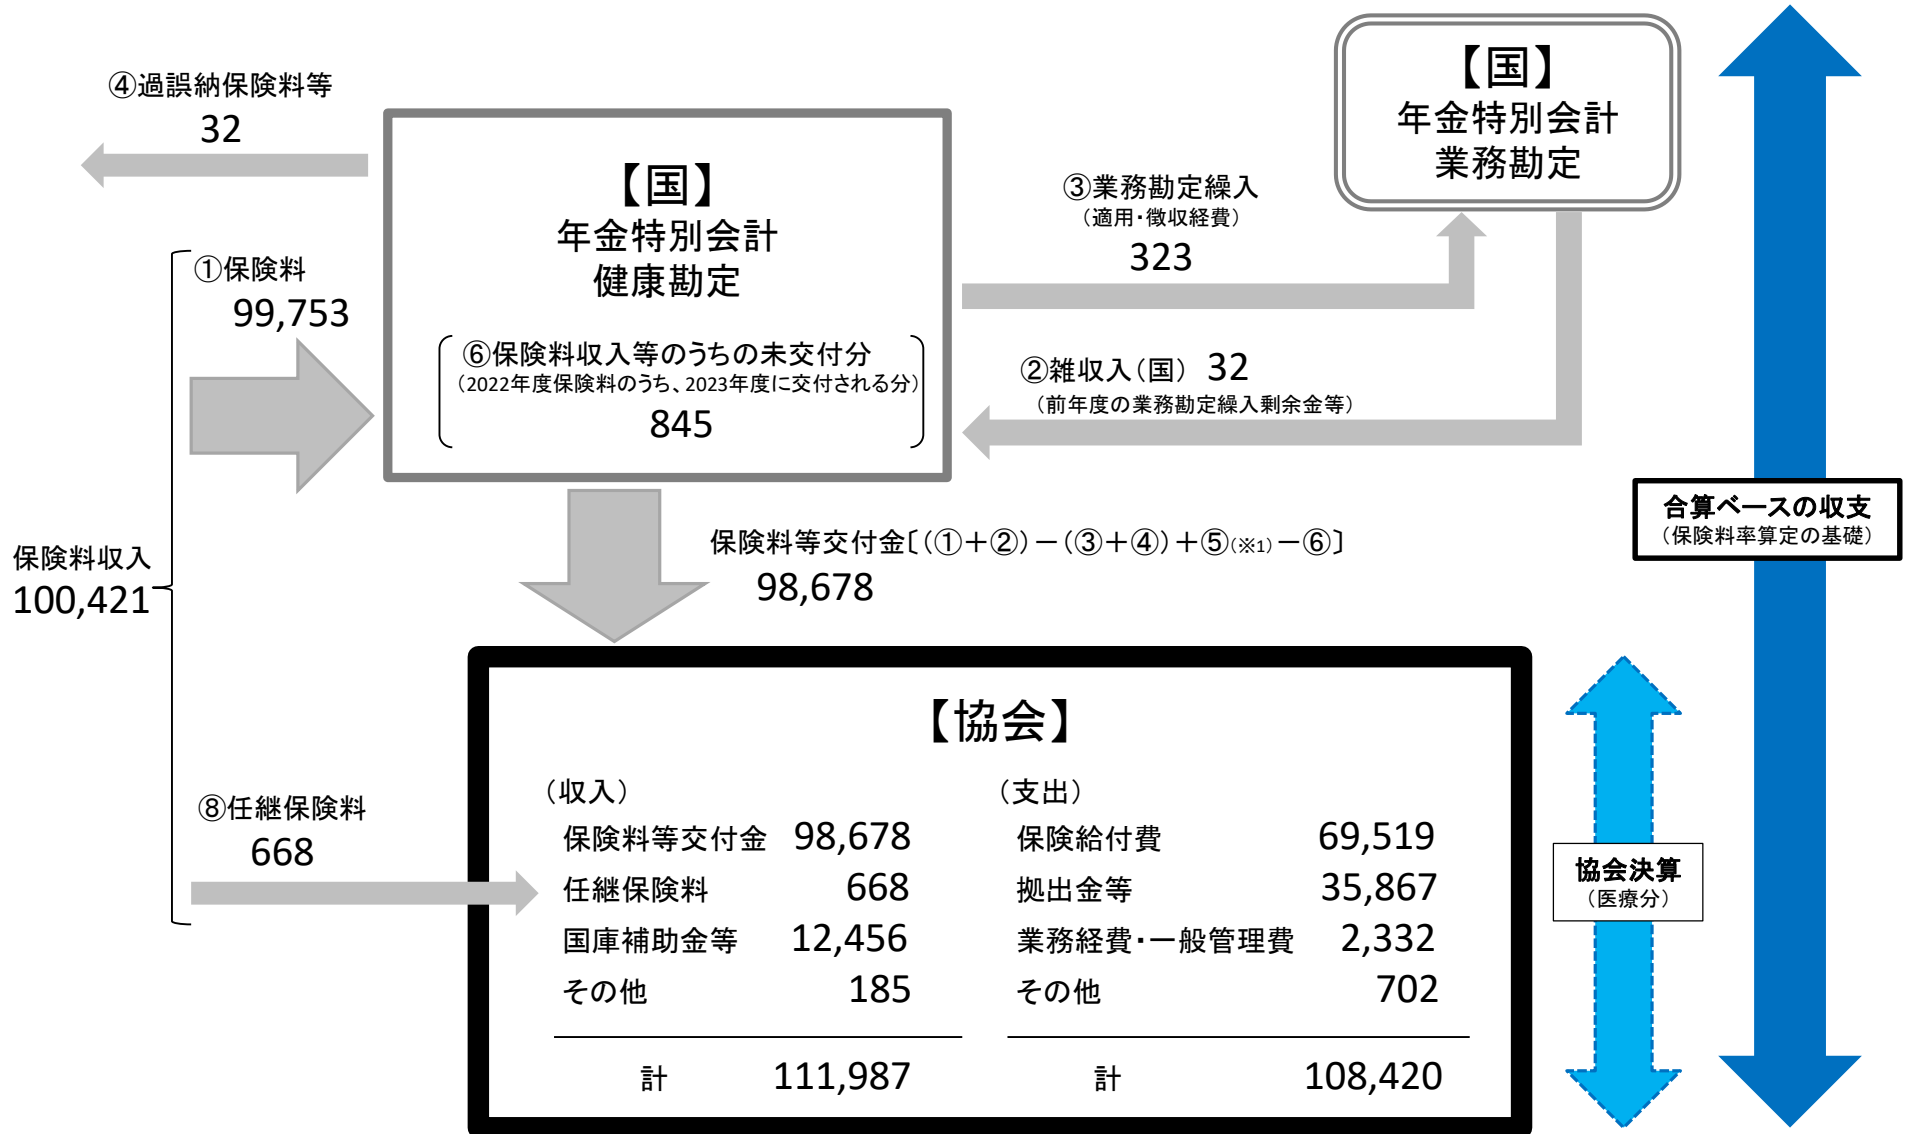 ④過誤納保険料等
32
【国】
年金特別会計
業務勘定
【国】
年金特別会計
健康勘定
⑥保険料収入等のうちの未交付分
（2022年度保険料のうち、2023年度に交付される分）
845
③業務勘定繰入
（適用・徴収経費）
323
②雑収入（国） 32
（前年度の業務勘定繰入剰余金等）
①保険料
99,753
保険料収入
100,421
保険料等交付金〔（①＋②）－（③＋④）＋⑤（※1）－⑥〕
98,678
合算ベースの収支
（保険料率算定の基礎）
⑧任継保険料
668
【協会】
（収入）
保険料等交付金 98,678
任継保険料 668
国庫補助金等 12,456
その他 185
計 111,987
（支出）
保険給付費 69,519
拠出金等 35,867
業務経費・一般管理費 2,332
その他 702
計 108,420
協会決算
（医療分）